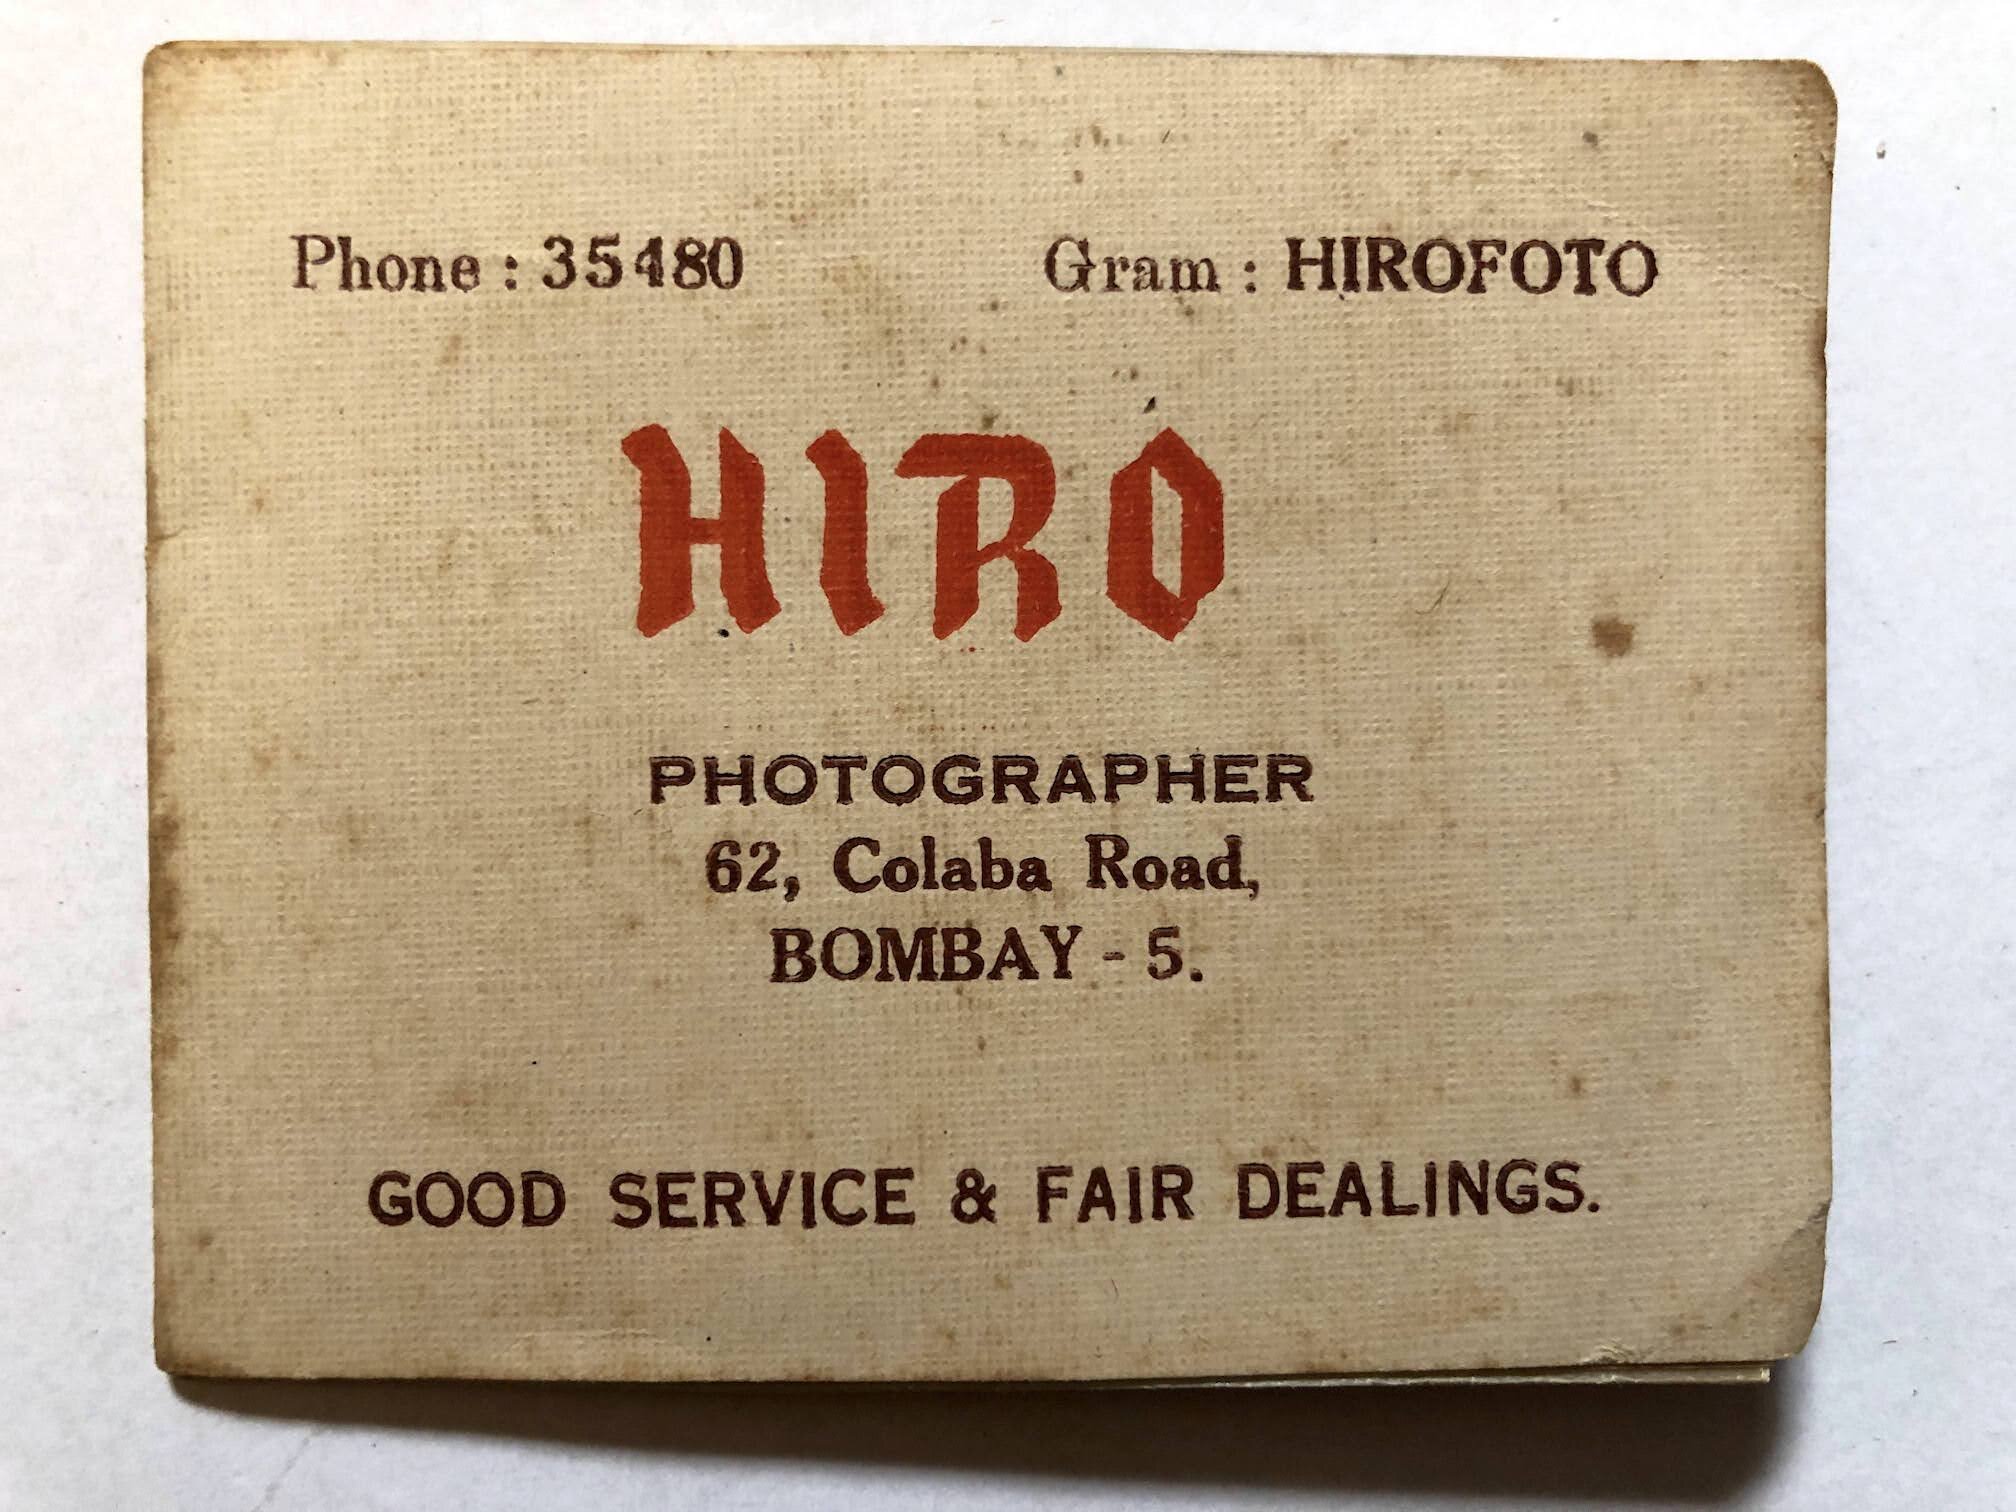 Phone : 35480 Gram : HIROFOTO
HIRO
PHOTOGRAPHER
62, Colaba Road,
BOMBAY - 5.
GOOD SERVICE & FAIR DEALINGS.